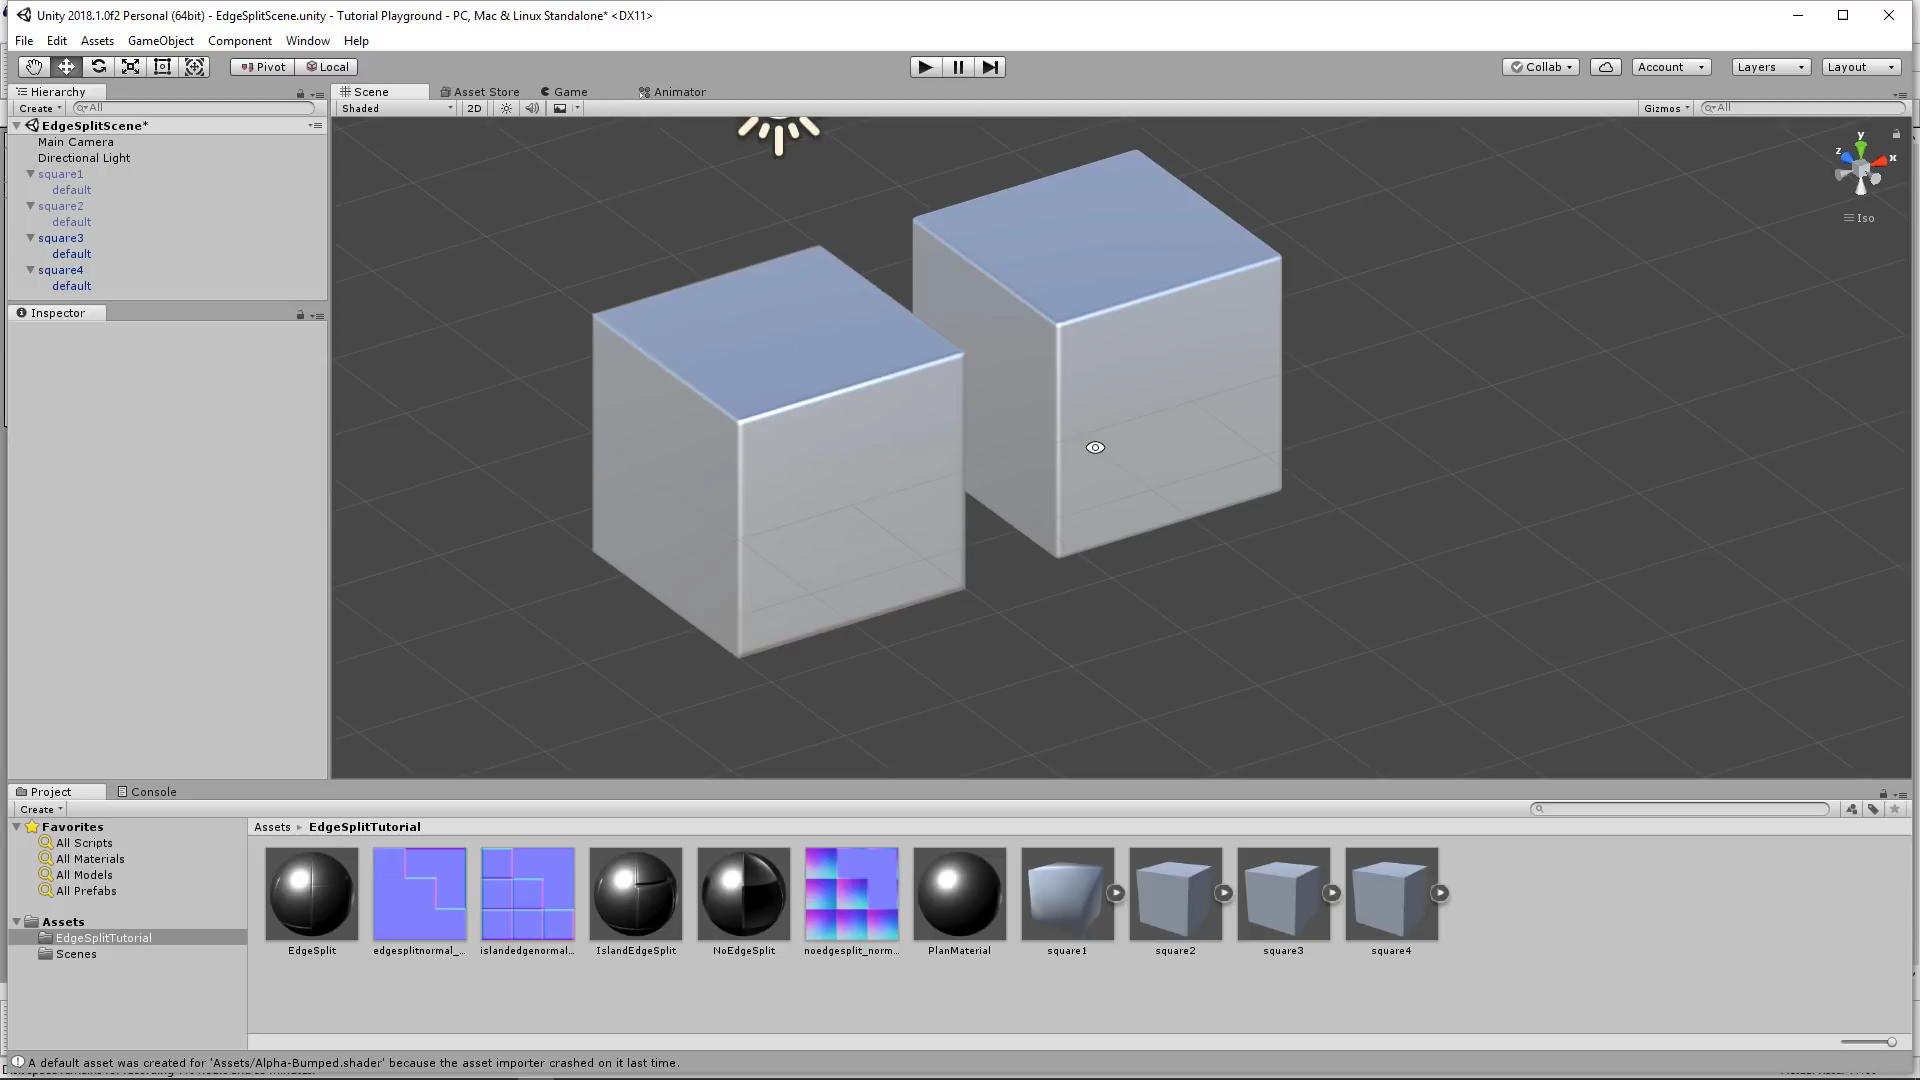 Unity 2018.1.0f2 Personal (64bit) - EdgeSplitScene.unity - Tutorial Playground - PC, Mac & Linux Standalone* <DX11>
File Edit Assets GameObject Component Window Help
Pivot Local Collab Account Layers Layout
Hierarchy
Create All
EdgeSplitScene*
Main Camera
Directional Light
square1
default
square2
default
square3
default
square4
default
Inspector
Scene Asset Store Game Animator
Shaded 2D Gizmos All
y
z x
Iso
Project Console
Create
Favorites
All Scripts
All Materials
All Models
All Prefabs
Assets
EdgeSplitTutorial
Scenes
Assets EdgeSplitTutorial
EdgeSplit edgesplitnormal_... islandedgenormal... IslandEdgeSplit NoEdgeSplit noedgesplit_norm... PlanMaterial square1 square2 square3 square4
A default asset was created for 'Assets/Alpha-Bumped.shader' because the asset importer crashed on it last time.